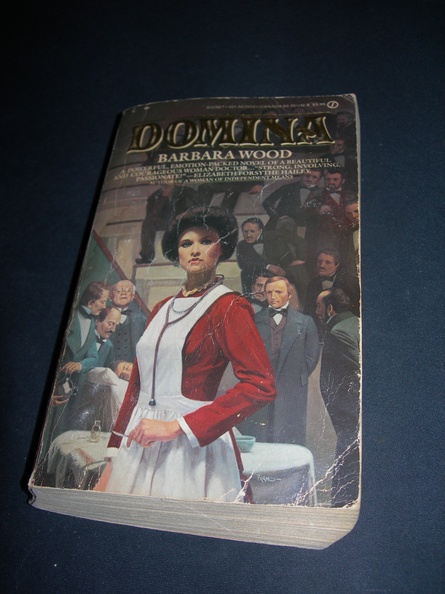 DOMINA
BARBARA WOOD
A POWERFUL, EMOTION-PACKED NOVEL OF A BEAUTIFUL
AND COURAGEOUS WOMAN DOCTOR... "STRONG, INVOLVING,
PASSIONATE!"—ELIZABETH FORSYTHE HAILEY,
AUTHOR OF A WOMAN OF INDEPENDENT MEANS